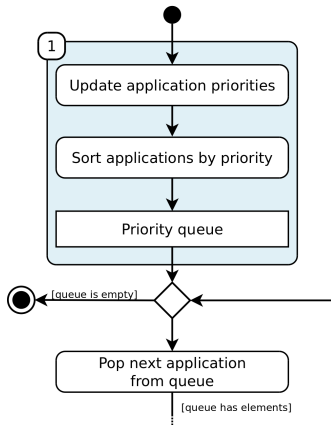 1
Update application priorities
Sort applications by priority
Priority queue
[queue is empty]
Pop next application
from queue
[queue has elements]